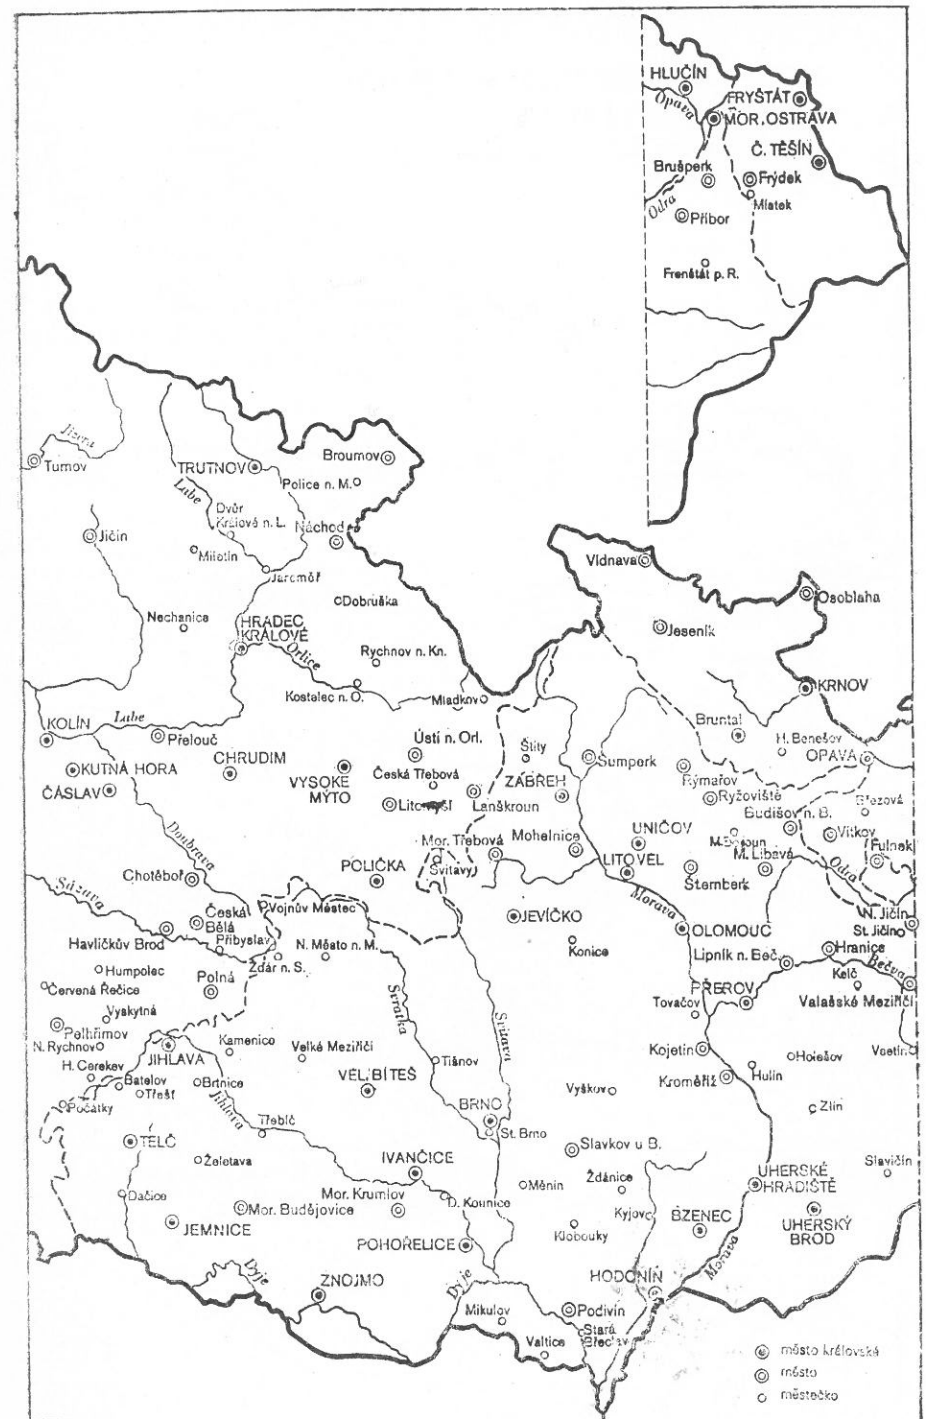 HLUČÍN
Opava
FRYŠTÁT
MOR. OSTRAVA
Č. TĚŠÍN
Brušperk
Frýdek
Místek
Odra
Příbor
Frenštát p. R.
Jizera
Turnov
TRUTNOV
Broumov
Police n. M.
Labe
Dvůr
Králové n. L.
Náchod
Jičín
Miletín
Jaroměř
Vidnava
Osoblaha
Dobruška
Nechanice
HRADEC
KRÁLOVÉ
Orlice
Jeseník
Rychnov n. Kn.
Kostelec n. O.
Mladkov
KRNOV
KOLÍN
Labe
Přelouč
Bruntál
H. Benešov
OPAVA
Ústí n. Orl.
Štíty
Šumperk
KUTNÁ HORA
CHRUDIM
VYSOKÉ
MÝTO
Česká Třebová
ZÁBŘEH
Rýmařov
ČÁSLAV
Litomyšl
Lanškroun
Ryžoviště
Březová
Budišov n. B.
Doubrava
Mor. Třebová
Mohelnice
UNIČOV
Vítkov
Fulnek
M. Libavá
Svitavy
LITOVEL
Šternberk
Odra
Chotěboř
POLIČKA
Sázava
Morava
Česká
Bělá
Vojnův Městec
JEVÍČKO
N. Jičín
St. Jičín
OLOMOUC
Havlíčkův Brod
Přibyslav
N. Město n. M.
Konice
Lipník n. Beč.
Hranice
Bečva
Žďár n. S.
Humpolec
Polná
Kelč
Červená Řečice
Svratka
Svitava
PŘEROV
Valašské Meziříčí
Tovačov
Vyskytná
Pelhřimov
N. Rychnov
JIHLAVA
Kamenice
Velké Meziříčí
Kojetín
Holešov
Vsetín
H. Cerekev
Tišnov
Hulín
Batelov
Brtnice
VEL. BÍTEŠ
Kroměříž
Třešť
Vyškov
Počátky
Jihlava
Zlín
Třebíč
BRNO
St. Brno
TELČ
Slavkov u B.
Želetava
IVANČICE
Slavičín
Měnín
Ždánice
UHERSKÉ
HRADIŠTĚ
Dačice
Mor. Krumlov
D. Kounice
Mor. Budějovice
Kyjov
JEMNICE
Klobouky
BZENEC
UHERSKÝ
BROD
POHOŘELICE
Dyje
Morava
ZNOJMO
Dyje
HODONÍN
Mikulov
Podivín
Stará
Břeclav
Valtice
město královské
město
městečko